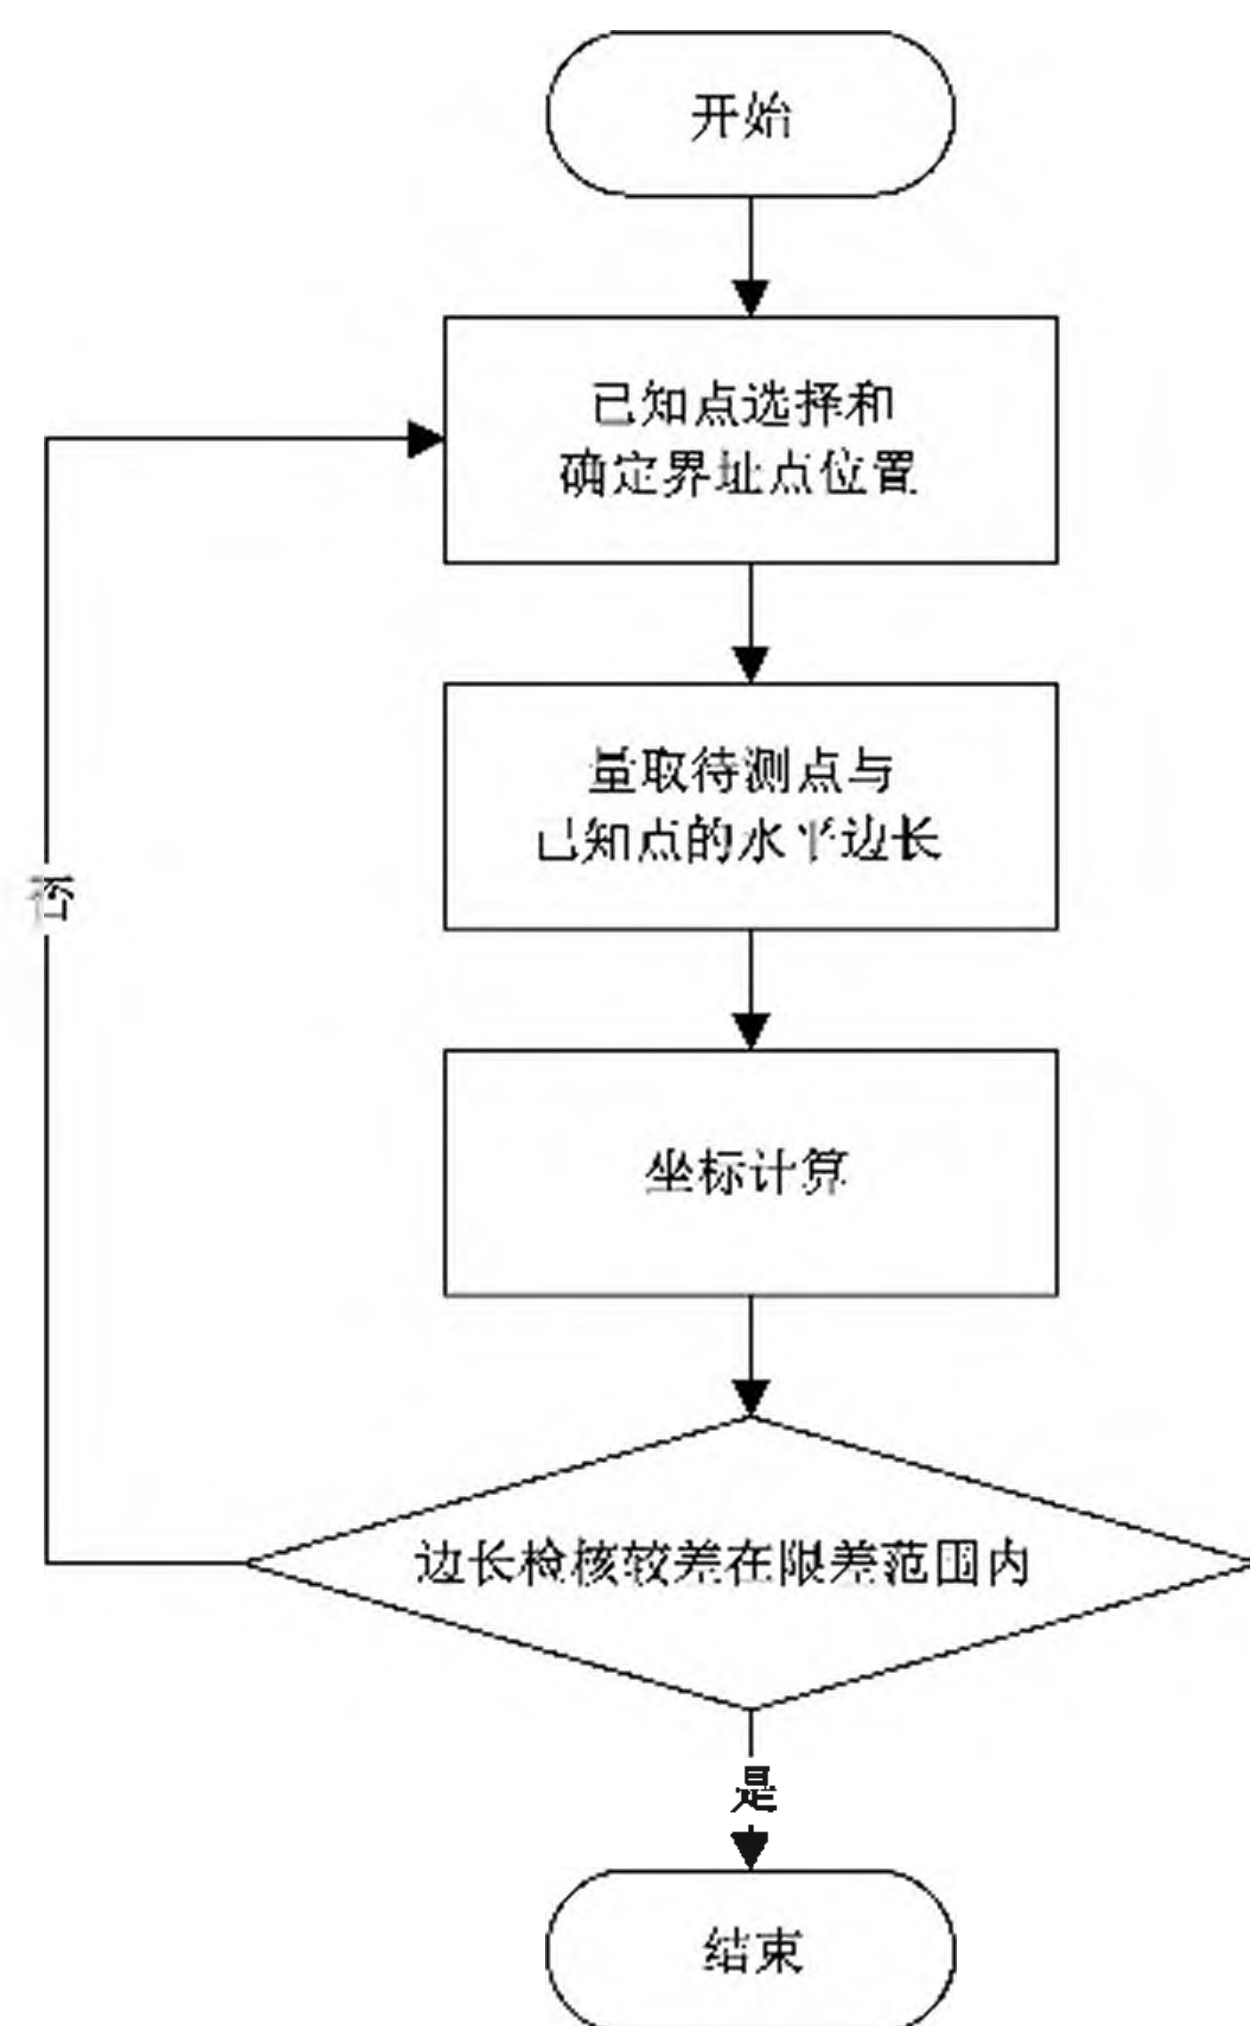 开始
已知点选择和
确定界址点位置
量取待测点与
已知点的水平边长
否
坐标计算
边长检核较差在限差范围内
是
结束